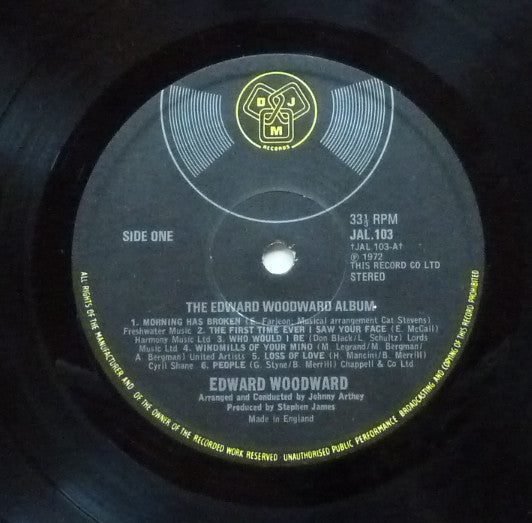 D J M
RECORDS
SIDE ONE
33⅓ RPM
JAL.103
†JAL 103-A†
℗ 1972
THIS RECORD CO LTD
STEREO
THE EDWARD WOODWARD ALBUM
1. MORNING HAS BROKEN (E. Farjeon; Musical arrangement Cat Stevens)
Freshwater Music 2. THE FIRST TIME EVER I SAW YOUR FACE (E. McCall)
Harmony Music Ltd 3. WHO WOULD I BE (Don Black/L. Schultz) Lords
Music Ltd 4. WINDMILLS OF YOUR MIND (M. Legrand/M. Bergman/
A. Bergman) United Artists 5. LOSS OF LOVE (H. Mancini/B. Merrill)
Cyril Shane 6. PEOPLE (G. Styne/B. Merrill) Chappell & Co Ltd
EDWARD WOODWARD
Arranged and Conducted by Johnny Arthey
Produced by Stephen James
Made in England
ALL RIGHTS OF THE MANUFACTURER AND OF THE OWNER OF THE RECORDED WORK RESERVED UNAUTHORISED PUBLIC PERFORMANCE BROADCASTING AND COPYING OF THIS RECORD PROHIBITED